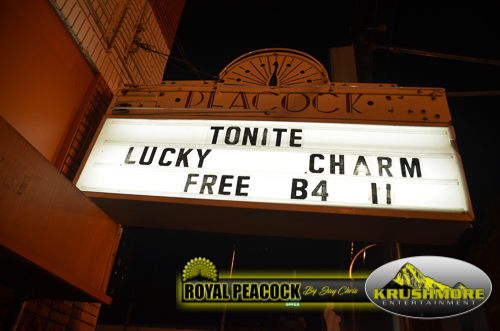 PEACOCK
TONITE
LUCKY CHARM
FREE B4 11
ROYAL PEACOCK By Jay Chris
KRUSHMORE
ENTERTAINMENT